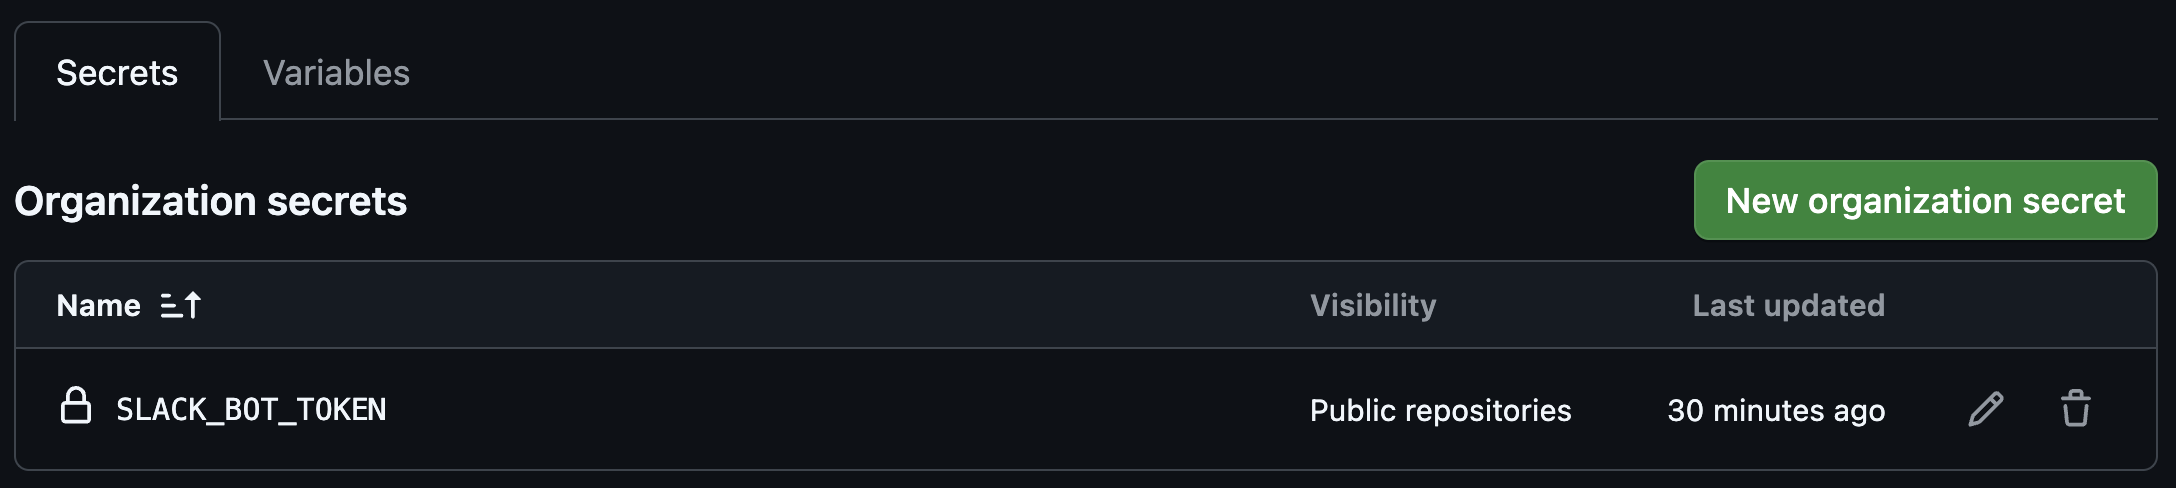 Secrets Variables
Organization secrets New organization secret
Name Visibility Last updated
SLACK_BOT_TOKEN Public repositories 30 minutes ago